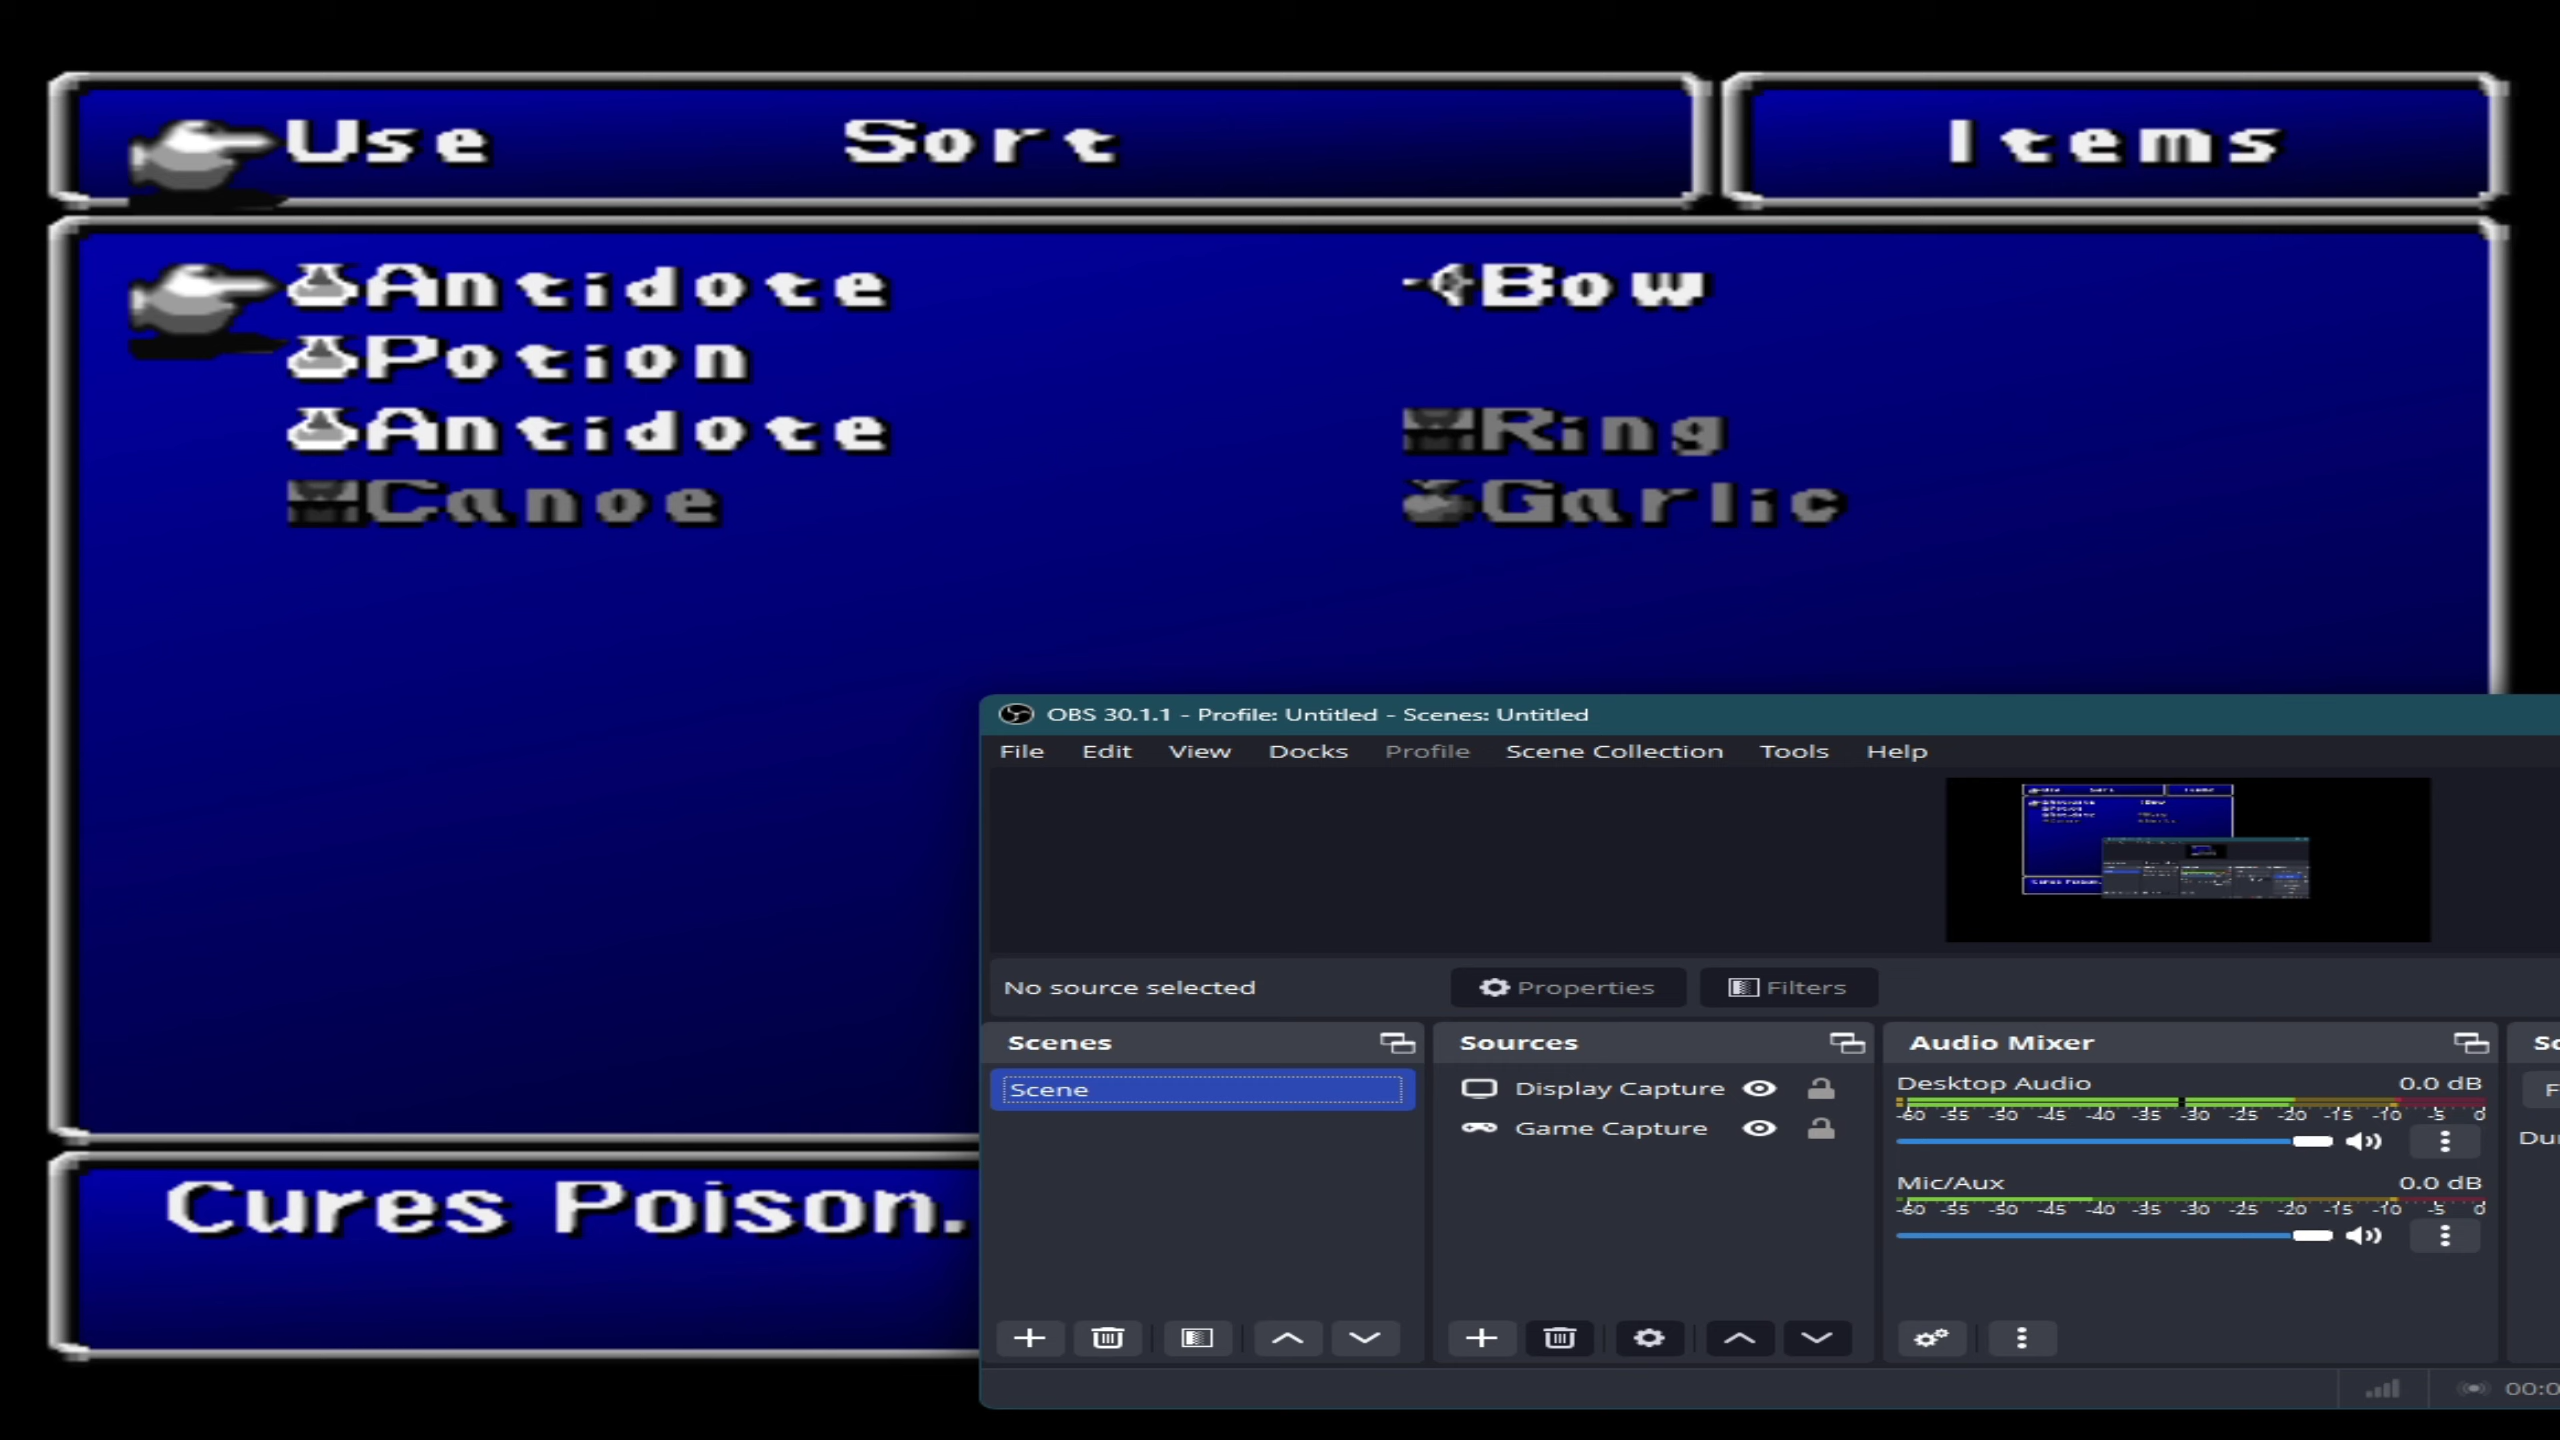 Use Sort Items
Antidote Bow
Potion
Antidote Ring
Canoe Garlic
Cures Poison.
OBS 30.1.1 - Profile: Untitled - Scenes: Untitled
File Edit View Docks Profile Scene Collection Tools Help
No source selected Properties Filters
Scenes Sources Audio Mixer
Scene
Display Capture
Game Capture
Desktop Audio 0.0 dB
-60 -55 -50 -45 -40 -35 -30 -25 -20 -15 -10 -5 0
Mic/Aux 0.0 dB
-60 -55 -50 -45 -40 -35 -30 -25 -20 -15 -10 -5 0